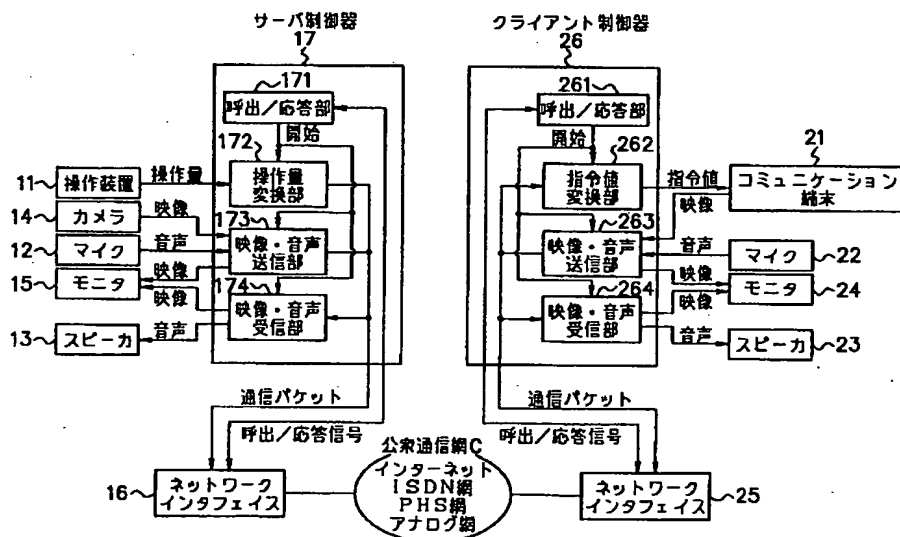 サーバ制御器
17
クライアント制御器
26
171
呼出/応答部
開始
172
操作量
変換部
11
操作装置
操作量
14
カメラ
映像
173
12
マイク
音声
映像・音声
送信部
15
モニタ
映像
映像
174
映像・音声
受信部
13
スピーカ
音声
261
呼出/応答部
開始
262
指令値
変換部
指令値
21
コミュニケーション
端末
映像
263
映像・音声
送信部
音声
マイク
22
映像
264
モニタ
24
映像
映像・音声
受信部
音声
スピーカ
23
通信パケット
呼出/応答信号
通信パケット
呼出/応答信号
16
ネットワーク
インタフェイス
公衆通信網C
インターネット
ISDN網
PHS網
アナログ網
ネットワーク
インタフェイス
25